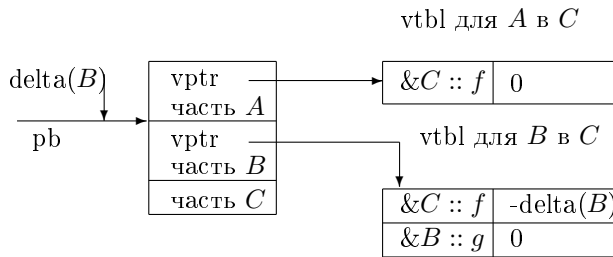 vtbl для A в C
delta(B)
vptr
часть A
&C :: f 0
pb
vptr
часть B
vtbl для B в C
часть C
&C :: f -delta(B)
&B :: g 0